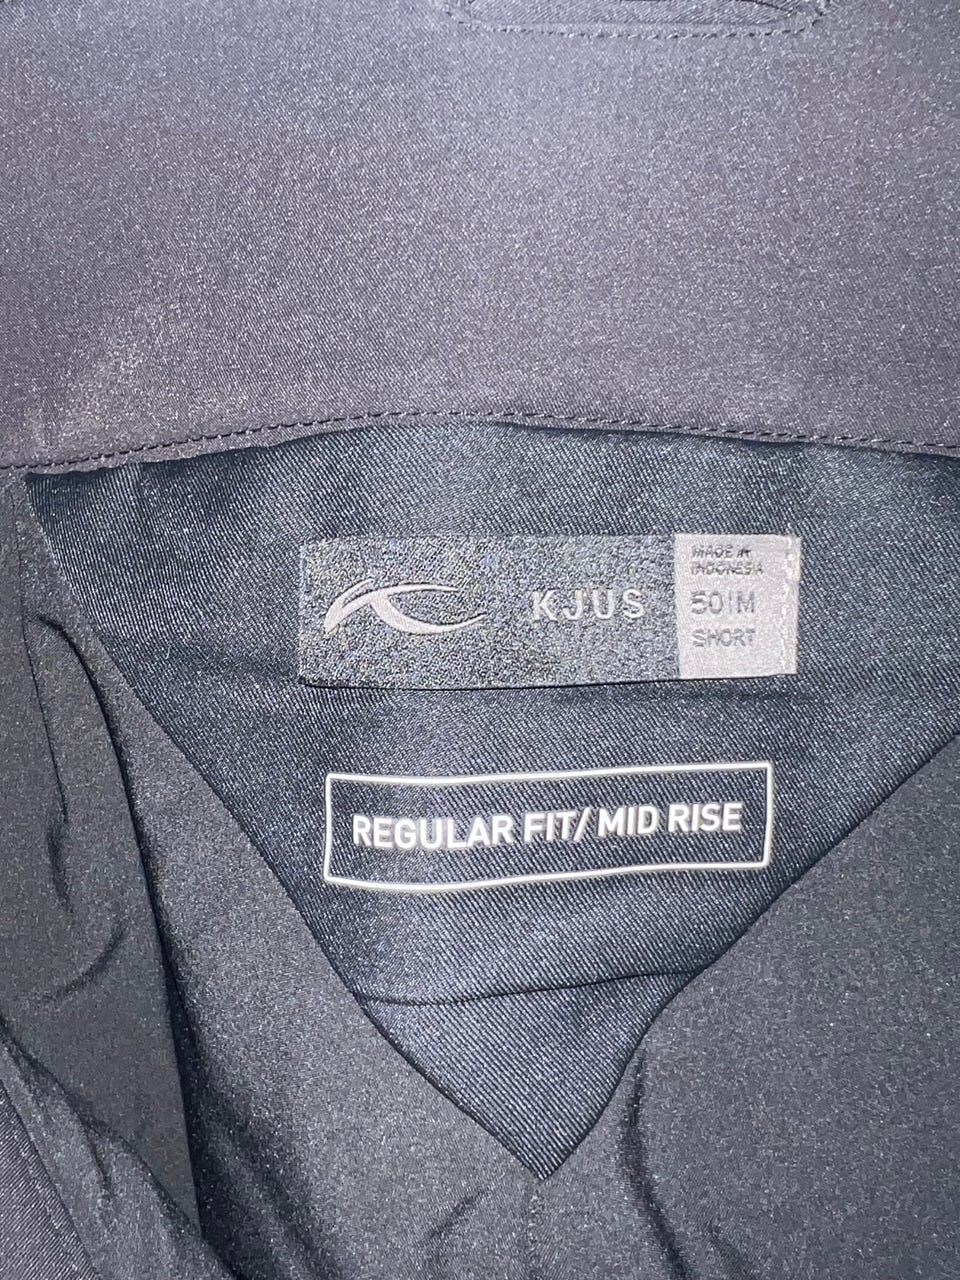 KJUS
MADE IN
INDONESIA
50|M
SHORT
REGULAR FIT/MID RISE